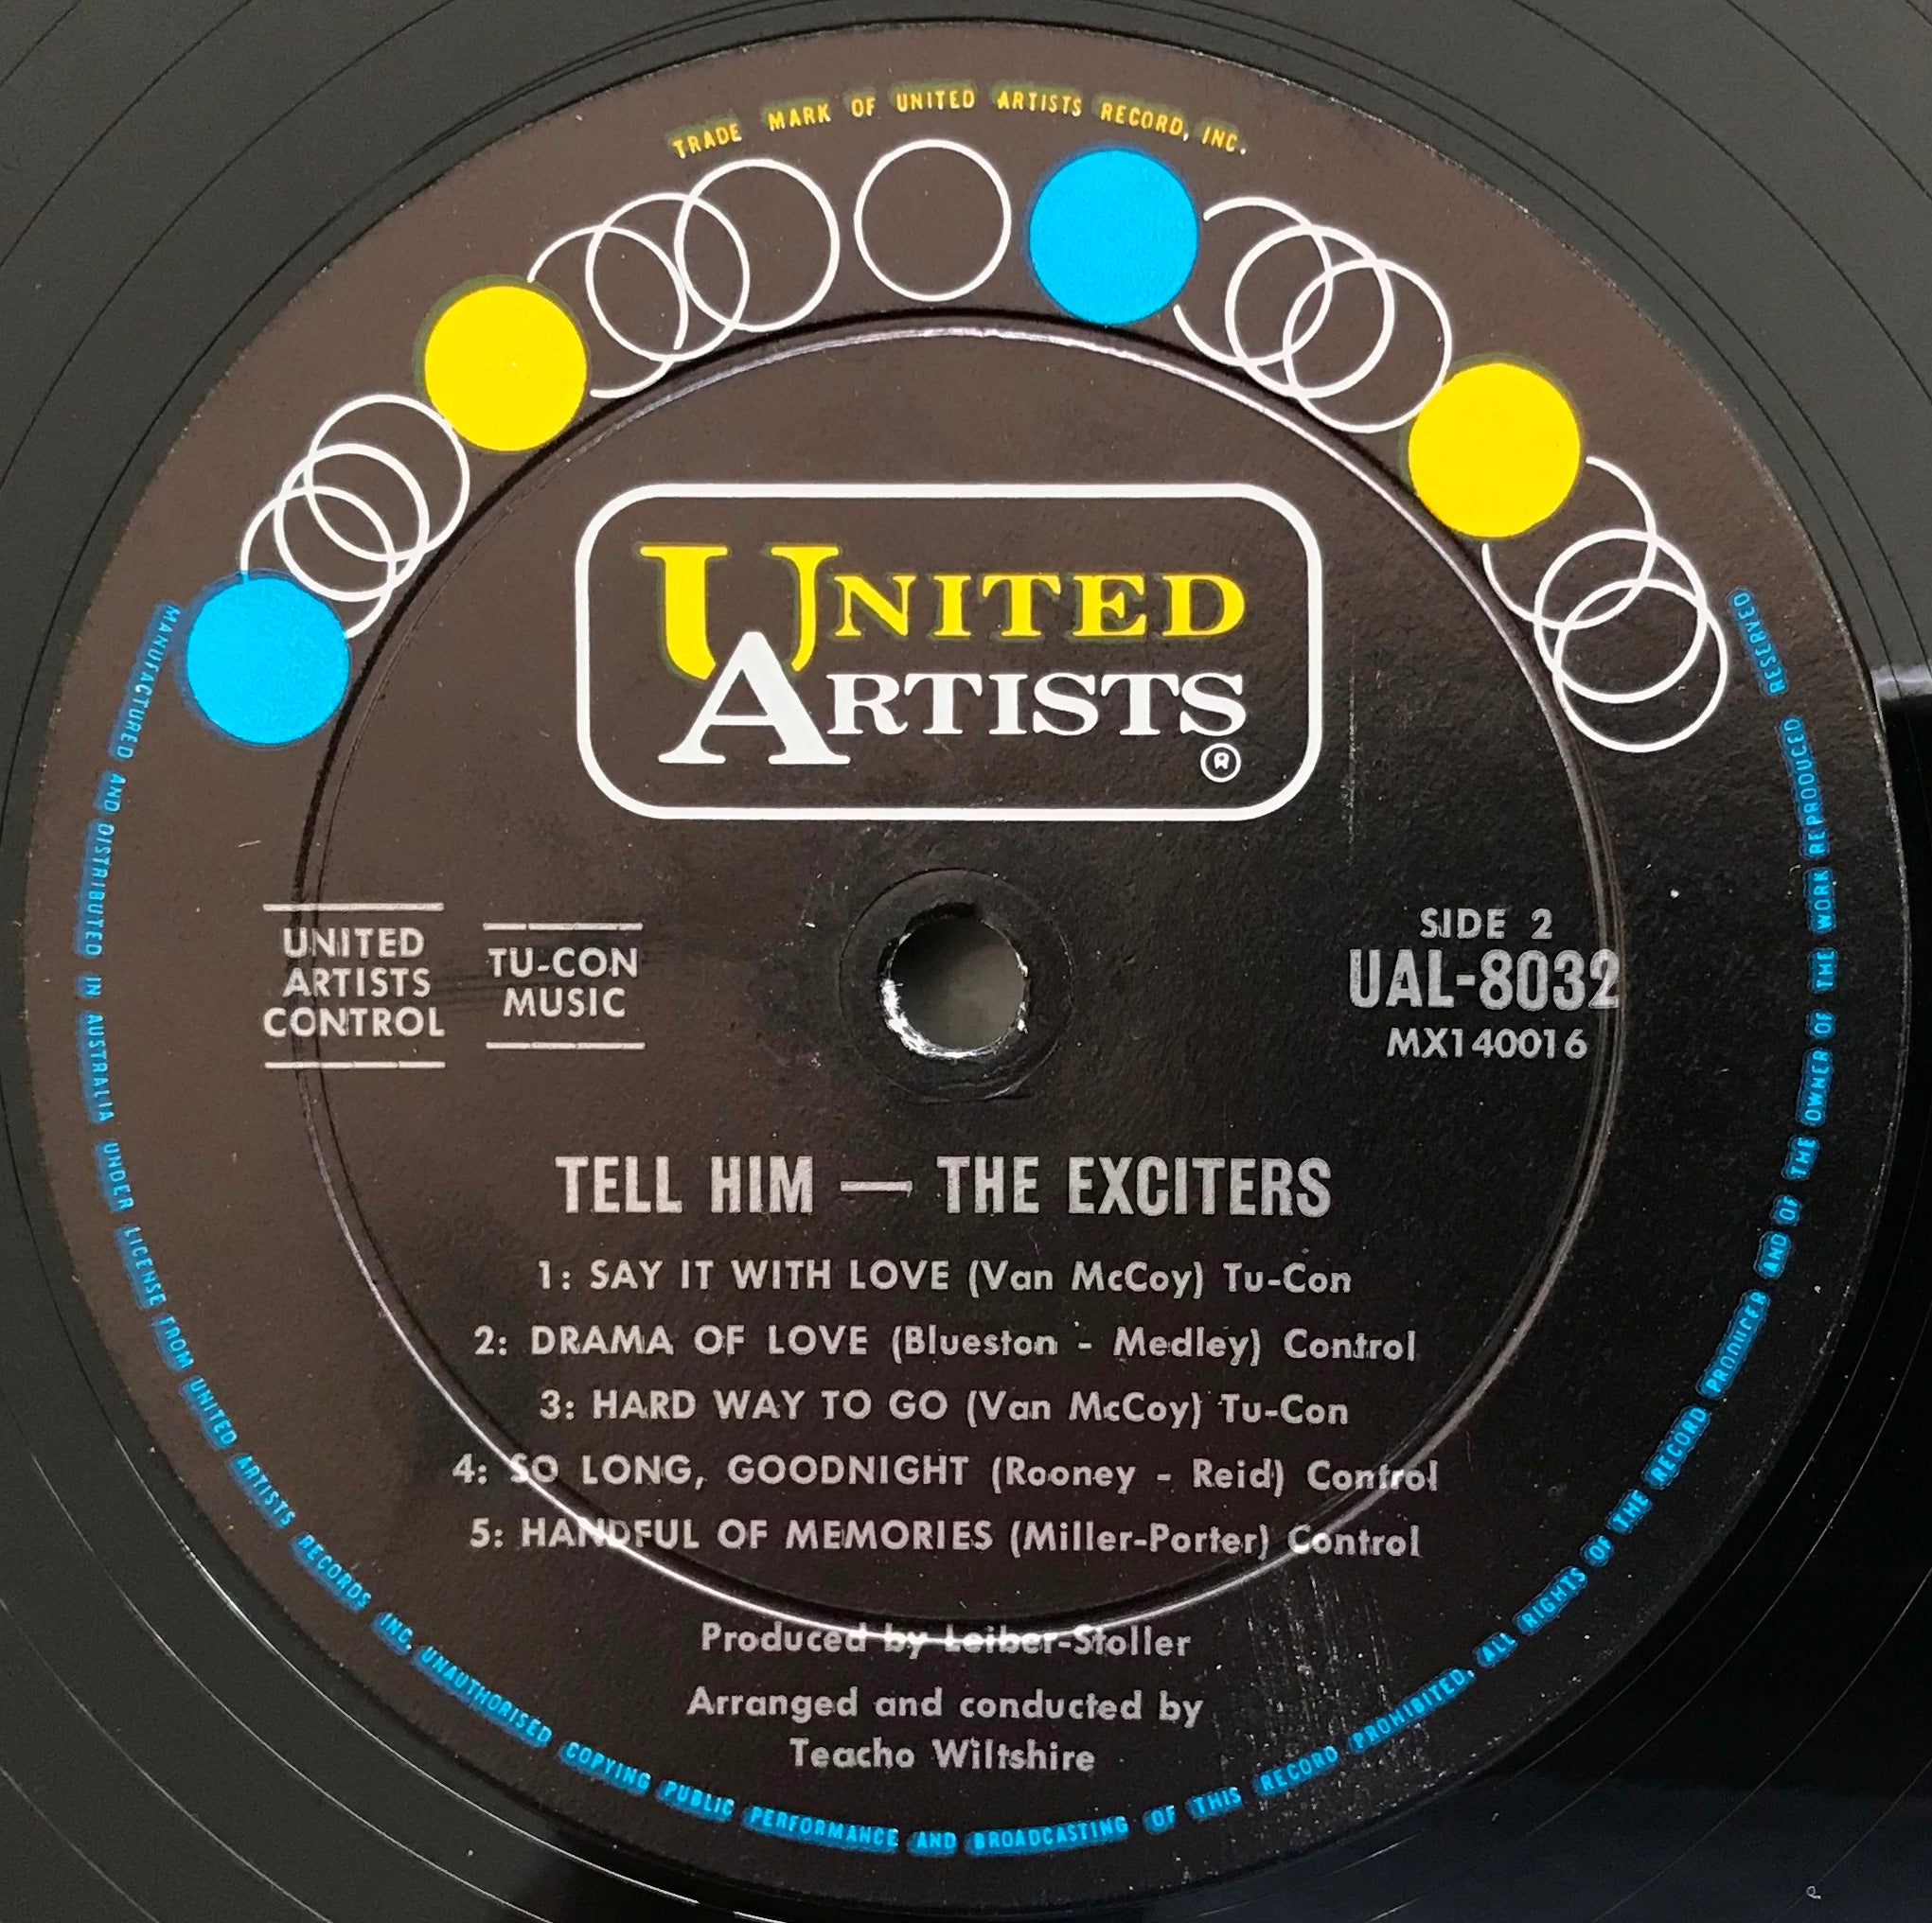 TRADE MARK OF UNITED ARTISTS RECORD, INC.
UNITED
ARTISTS
®
UNITED
ARTISTS
CONTROL
TU-CON
MUSIC
SIDE 2
UAL-8032
MX140016
TELL HIM — THE EXCITERS
1: SAY IT WITH LOVE (Van McCoy) Tu-Con
2: DRAMA OF LOVE (Blueston - Medley) Control
3: HARD WAY TO GO (Van McCoy) Tu-Con
4: SO LONG, GOODNIGHT (Rooney - Reid) Control
5: HANDFUL OF MEMORIES (Miller-Porter) Control
Produced by Leiber-Stoller
Arranged and conducted by
Teacho Wiltshire
MANUFACTURED AND DISTRIBUTED IN AUSTRALIA UNDER LICENSE FROM UNITED ARTISTS RECORDS INC. UNAUTHORISED COPYING PUBLIC PERFORMANCE AND BROADCASTING OF THIS RECORD PROHIBITED. ALL RIGHTS OF THE RECORD PRODUCER AND OF THE OWNER OF THE WORK REPRODUCED RESERVED